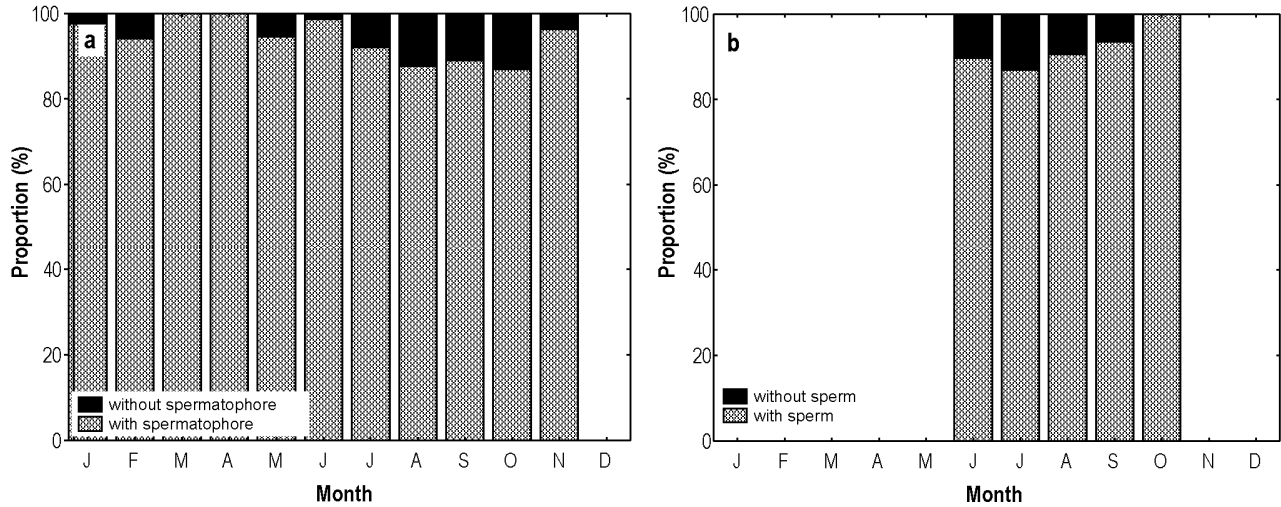 a
Proportion (%)
100
80
60
40
20
0
without spermatophore
with spermatophore
J F M A M J J A S O N D
Month
b
Proportion (%)
100
80
60
40
20
0
without sperm
with sperm
J F M A M J J A S O N D
Month